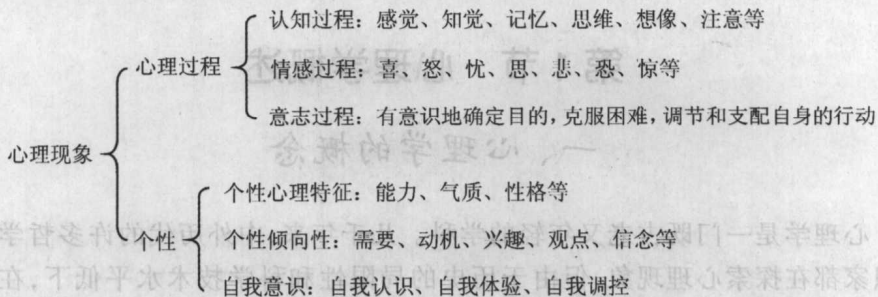 认知过程：感觉、知觉、记忆、思维、想像、注意等
心理过程
情感过程：喜、怒、忧、思、悲、恐、惊等
意志过程：有意识地确定目的，克服困难，调节和支配自身的行动
心理现象
个性心理特征：能力、气质、性格等
个性
个性倾向性：需要、动机、兴趣、观点、信念等
自我意识：自我认识、自我体验、自我调控